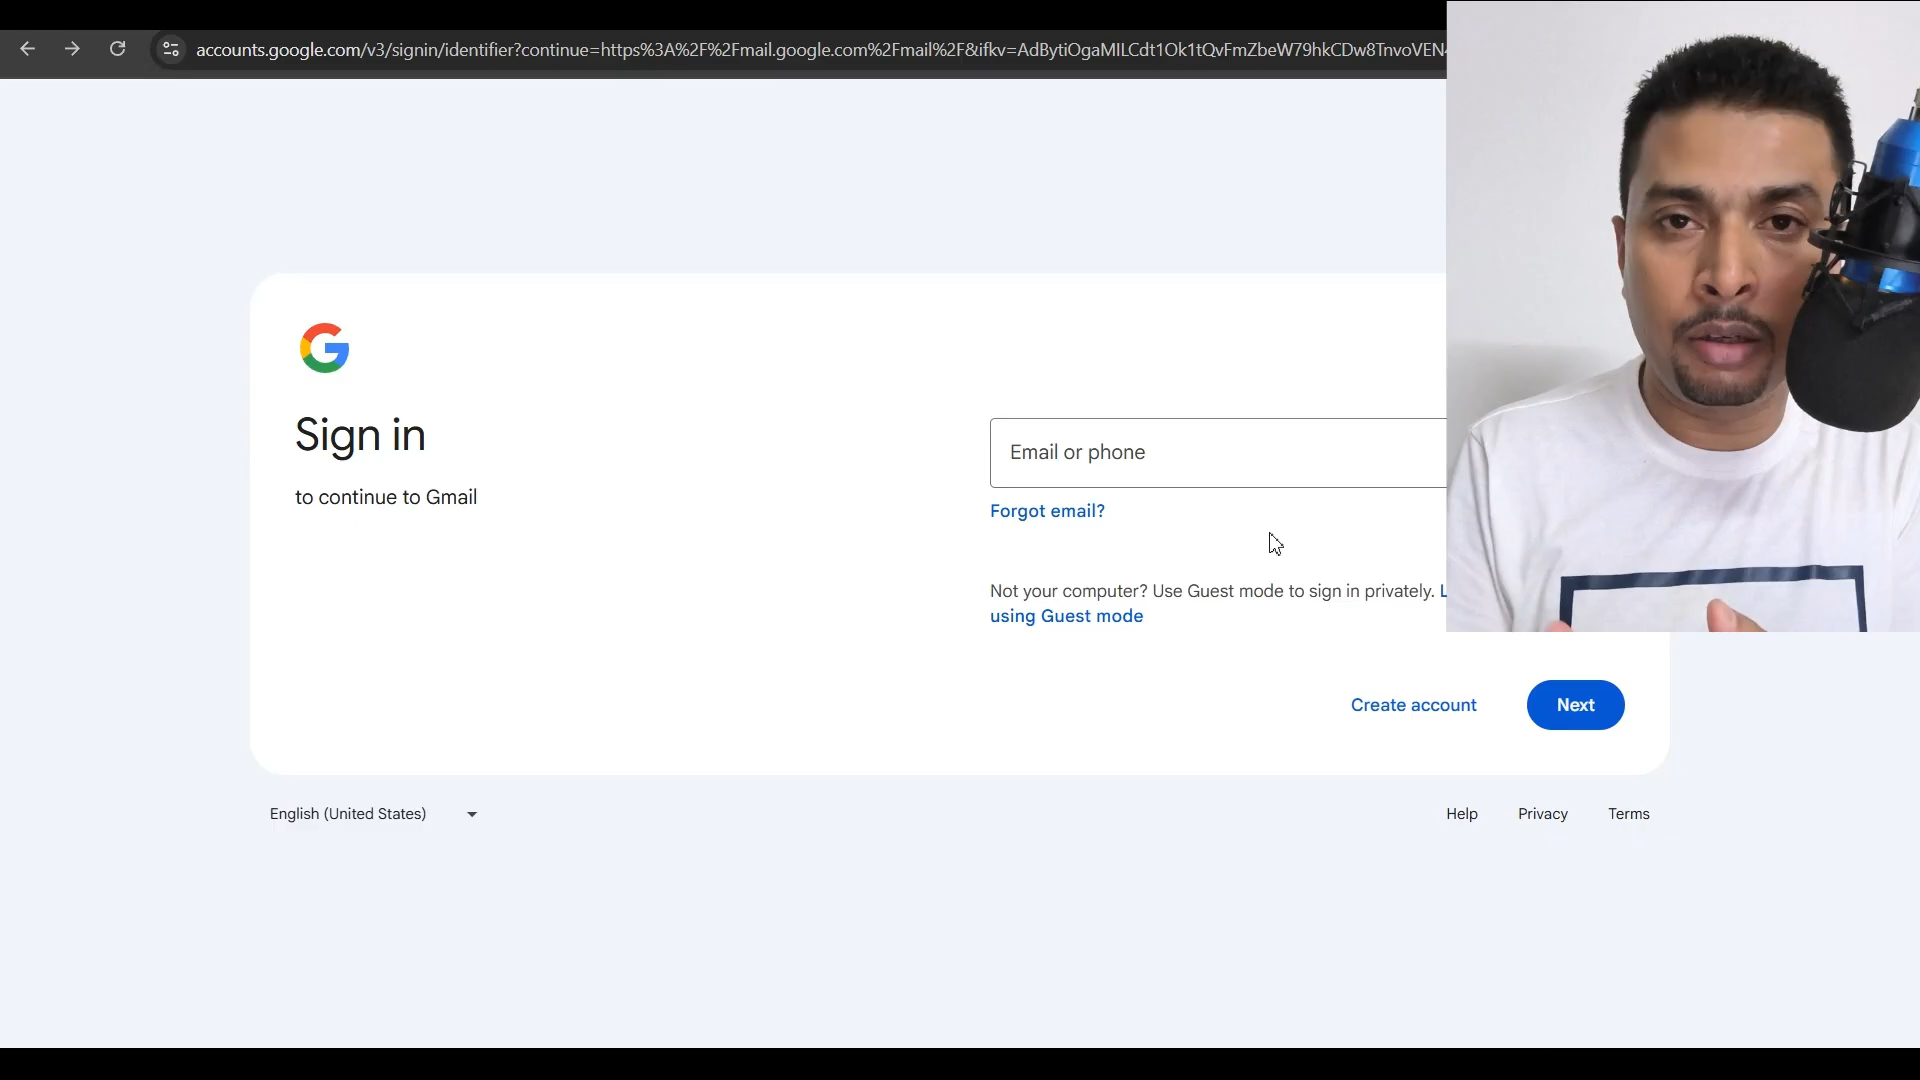 accounts.google.com/v3/signin/identifier?continue=https%3A%2F%2Fmail.google.com%2Fmail%2F&ifkv=AdBytiOgaMILCdt1Ok1tQvFmZbeW79hkCDw8TnvoVEN
Sign in
to continue to Gmail
Email or phone
Forgot email?
Not your computer? Use Guest mode to sign in privately.
using Guest mode
Create account
Next
English (United States)
Help
Privacy
Terms